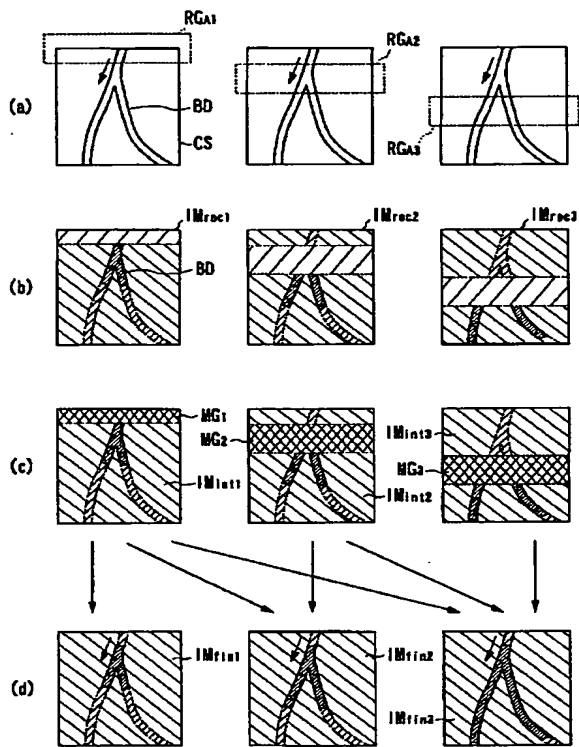 RGA1
RGA2
(a)
BD
CS
RGA3
IMrec1
IMrec2
IMrec3
(b)
BD
(c)
MG1
MG2
IMint3
MG3
IMint1
IMint2
(d)
IMfin1
IMfin2
IMfin3